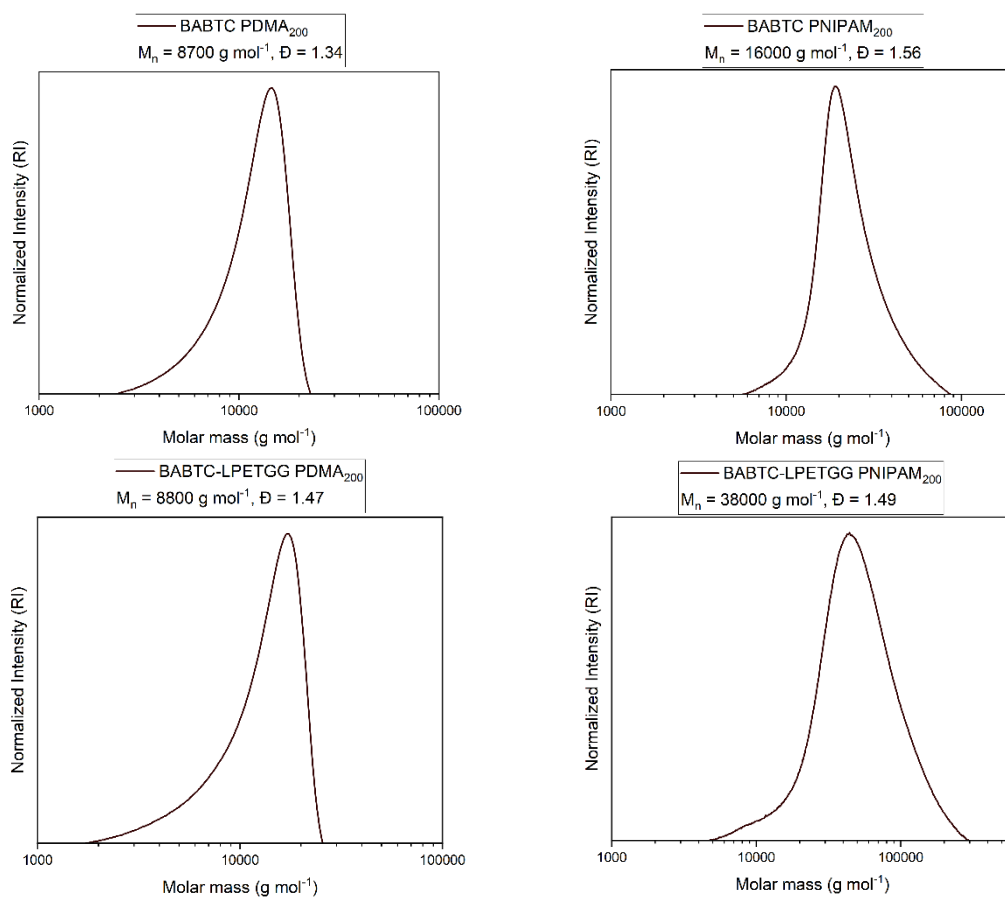 BABTC PDMA₂₀₀
Mₙ = 8700 g mol⁻¹, Đ = 1.34
Normalized Intensity (RI)
1000 10000 100000
Molar mass (g mol⁻¹)
BABTC PNIPAM₂₀₀
Mₙ = 16000 g mol⁻¹, Đ = 1.56
Normalized Intensity (RI)
1000 10000 100000
Molar mass (g mol⁻¹)
BABTC-LPETGG PDMA₂₀₀
Mₙ = 8800 g mol⁻¹, Đ = 1.47
Normalized Intensity (RI)
1000 10000 100000
Molar mass (g mol⁻¹)
BABTC-LPETGG PNIPAM₂₀₀
Mₙ = 38000 g mol⁻¹, Đ = 1.49
Normalized Intensity (RI)
1000 10000 100000
Molar mass (g mol⁻¹)